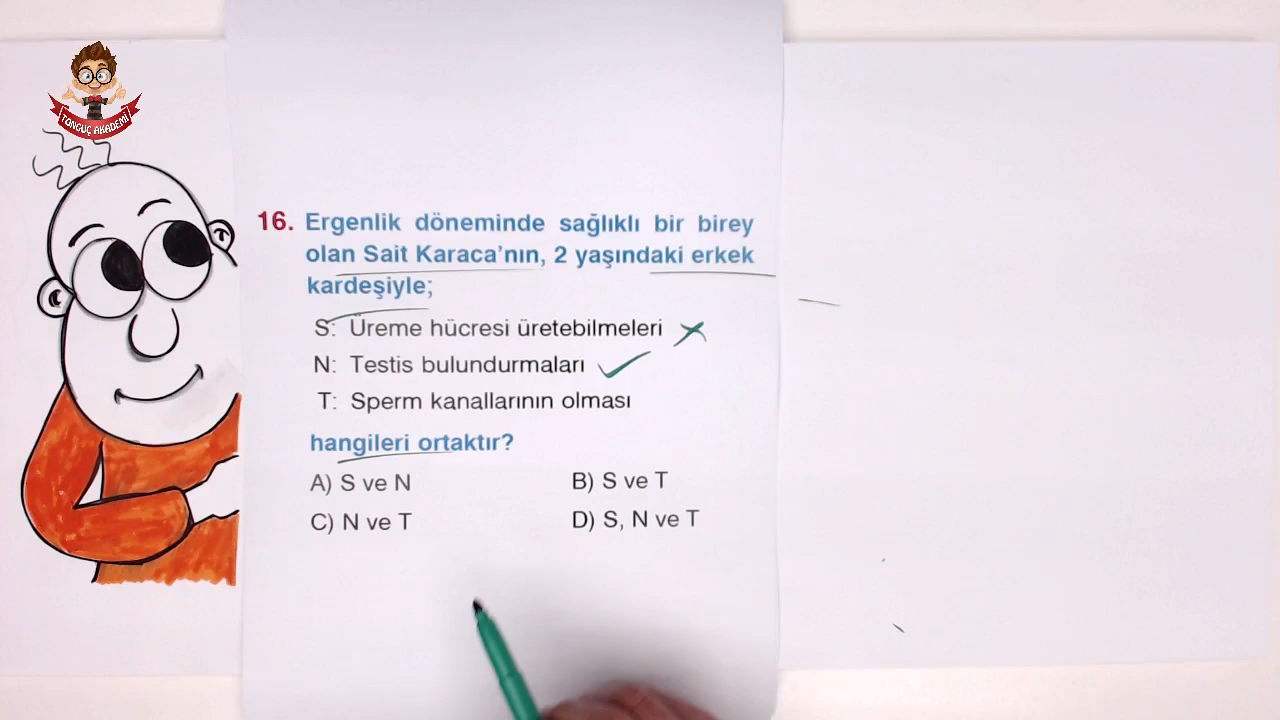 TONGUÇ AKADEMİ
16. Ergenlik döneminde sağlıklı bir birey
olan Sait Karaca'nın, 2 yaşındaki erkek
kardeşiyle;
S: Üreme hücresi üretebilmeleri
N: Testis bulundurmaları
T: Sperm kanallarının olması
hangileri ortaktır?
A) S ve N
B) S ve T
C) N ve T
D) S, N ve T